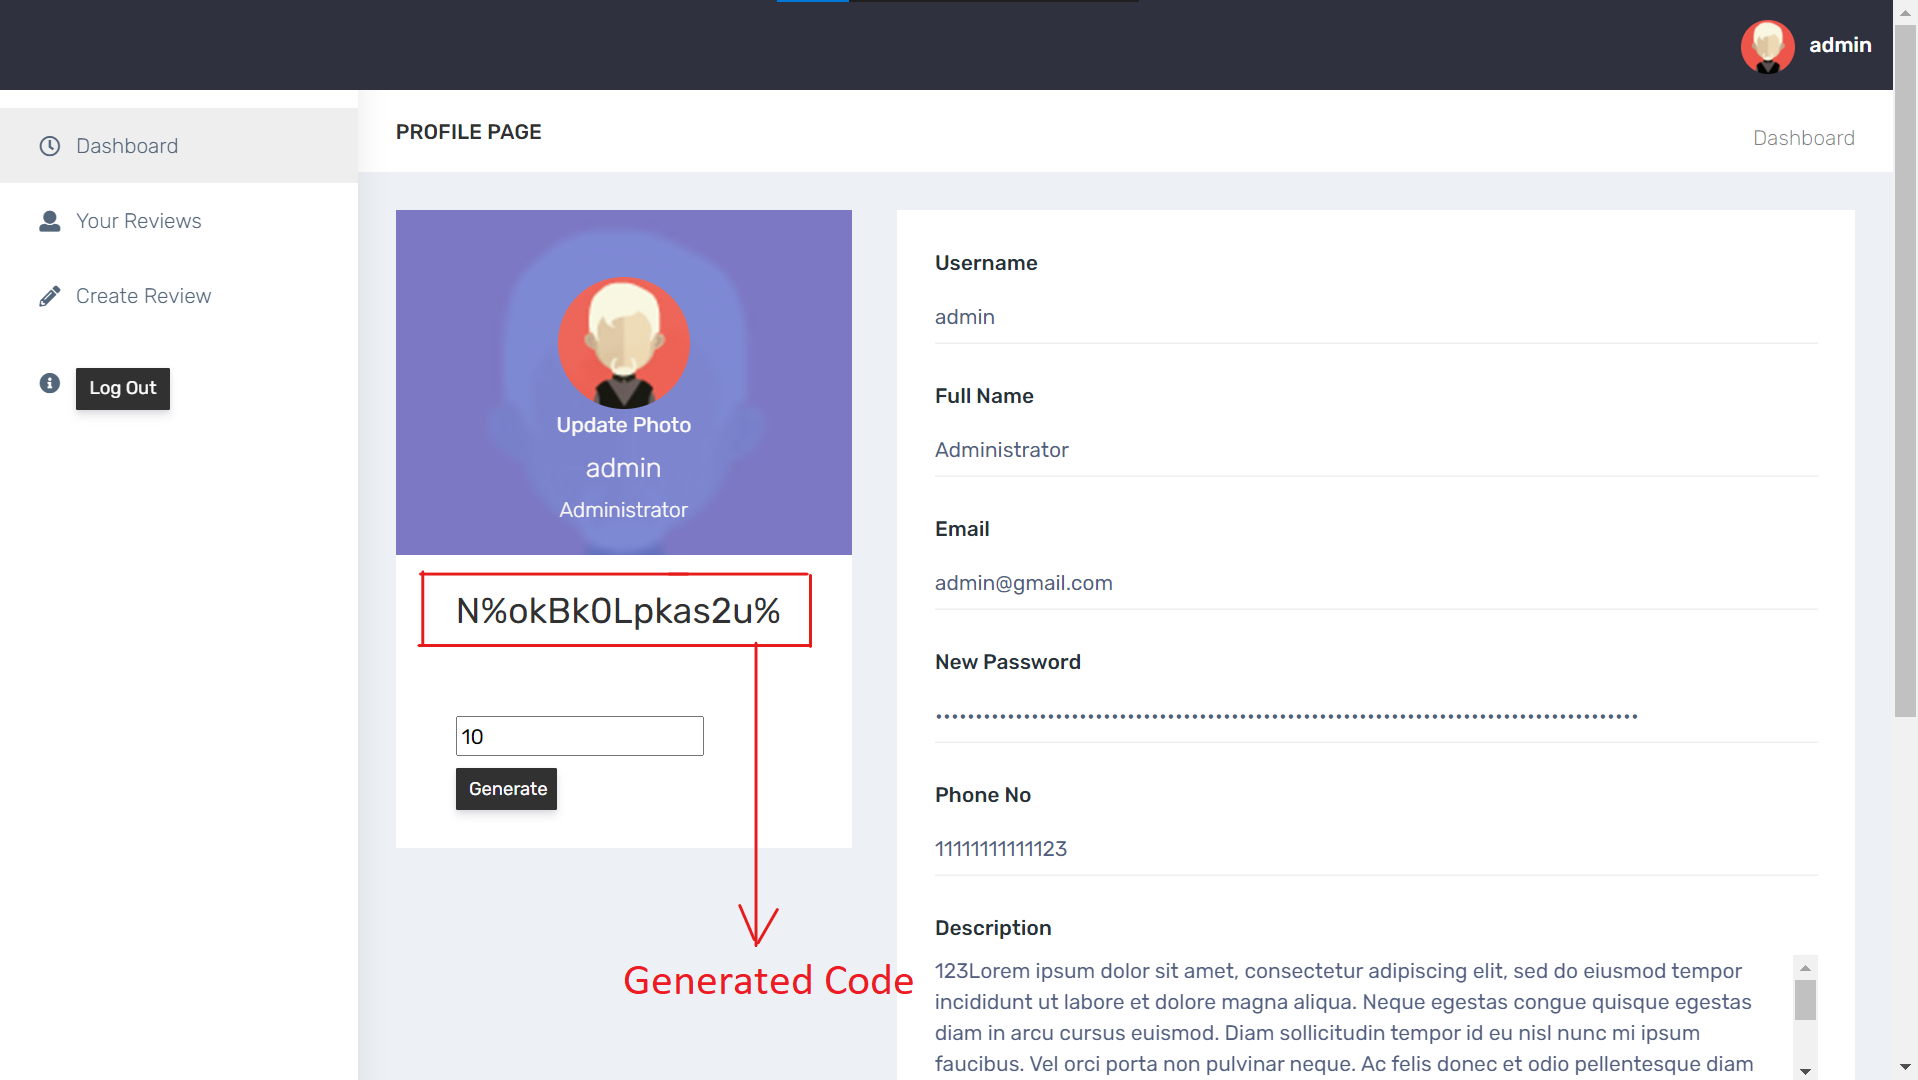 admin
Dashboard
Your Reviews
Create Review
Log Out
PROFILE PAGE
Dashboard
Update Photo
admin
Administrator
N%okBk0Lpkas2u%
10
Generate
Generated Code
Username
admin
Full Name
Administrator
Email
admin@gmail.com
New Password
Phone No
11111111111123
Description
123Lorem ipsum dolor sit amet, consectetur adipiscing elit, sed do eiusmod tempor
incididunt ut labore et dolore magna aliqua. Neque egestas congue quisque egestas
diam in arcu cursus euismod. Diam sollicitudin tempor id eu nisl nunc mi ipsum
faucibus. Vel orci porta non pulvinar neque. Ac felis donec et odio pellentesque diam